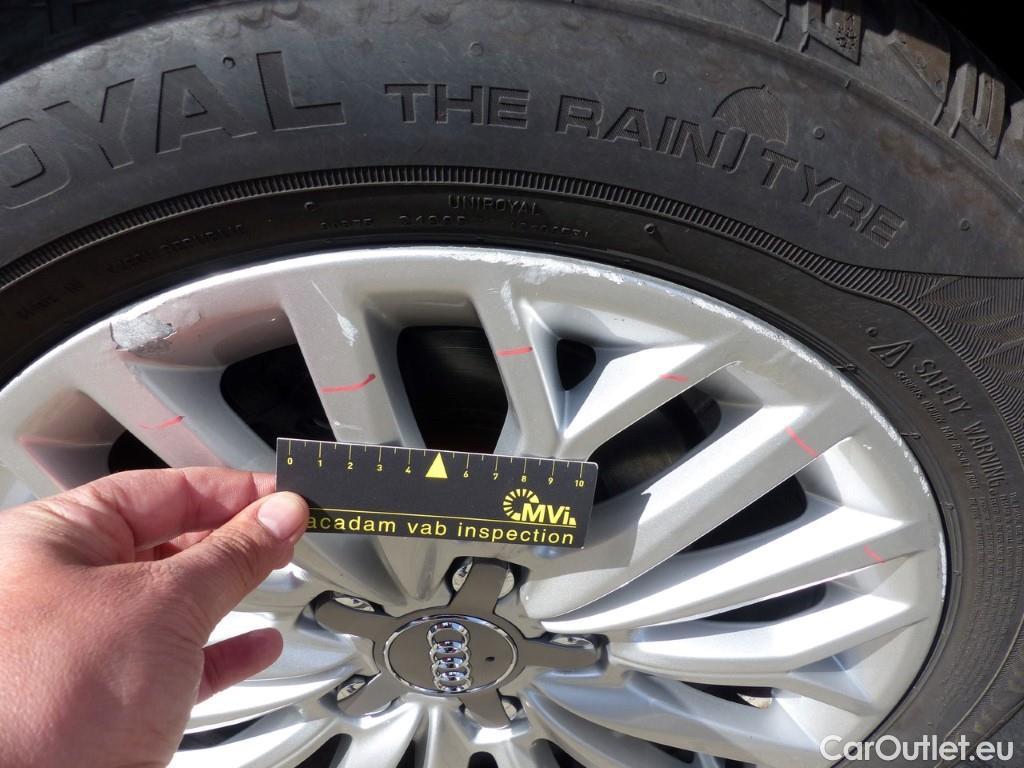 OYAL THE RAIN TYRE
UNIROYAL
SAFETY WARNING
0 1 2 3 4 6 7 8 9 10
MVi
acadam vab inspection
CarOutlet.eu